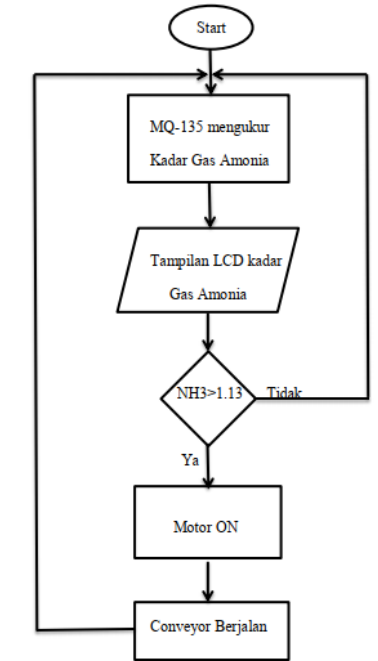 Start
MQ-135 mengukur
Kadar Gas Amonia
Tampilan LCD kadar
Gas Amonia
NH3>1.13
Tidak
Ya
Motor ON
Conveyor Berjalan